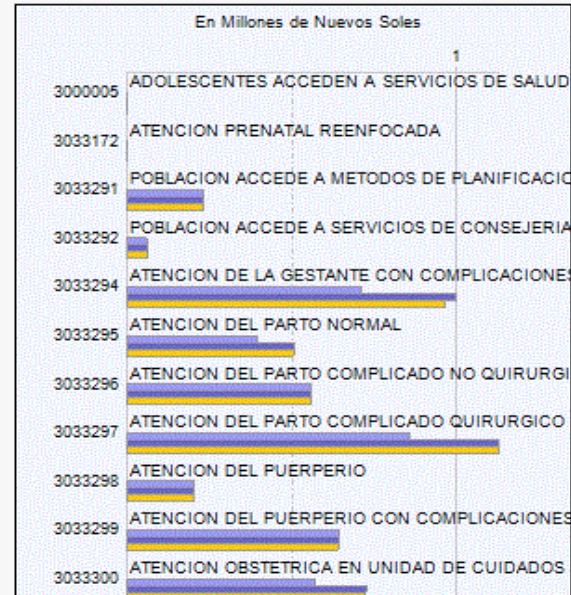 En Millones de Nuevos Soles
1
3000005 ADOLESCENTES ACCEDEN A SERVICIOS DE SALUD
3033172 ATENCION PRENATAL REENFOCADA
3033291 POBLACION ACCEDE A METODOS DE PLANIFICACIO
3033292 POBLACION ACCEDE A SERVICIOS DE CONSEJERIA
3033294 ATENCION DE LA GESTANTE CON COMPLICACIONES
3033295 ATENCION DEL PARTO NORMAL
3033296 ATENCION DEL PARTO COMPLICADO NO QUIRURGI
3033297 ATENCION DEL PARTO COMPLICADO QUIRURGICO
3033298 ATENCION DEL PUERPERIO
3033299 ATENCION DEL PUERPERIO CON COMPLICACIONES
3033300 ATENCION OBSTETRICA EN UNIDAD DE CUIDADOS